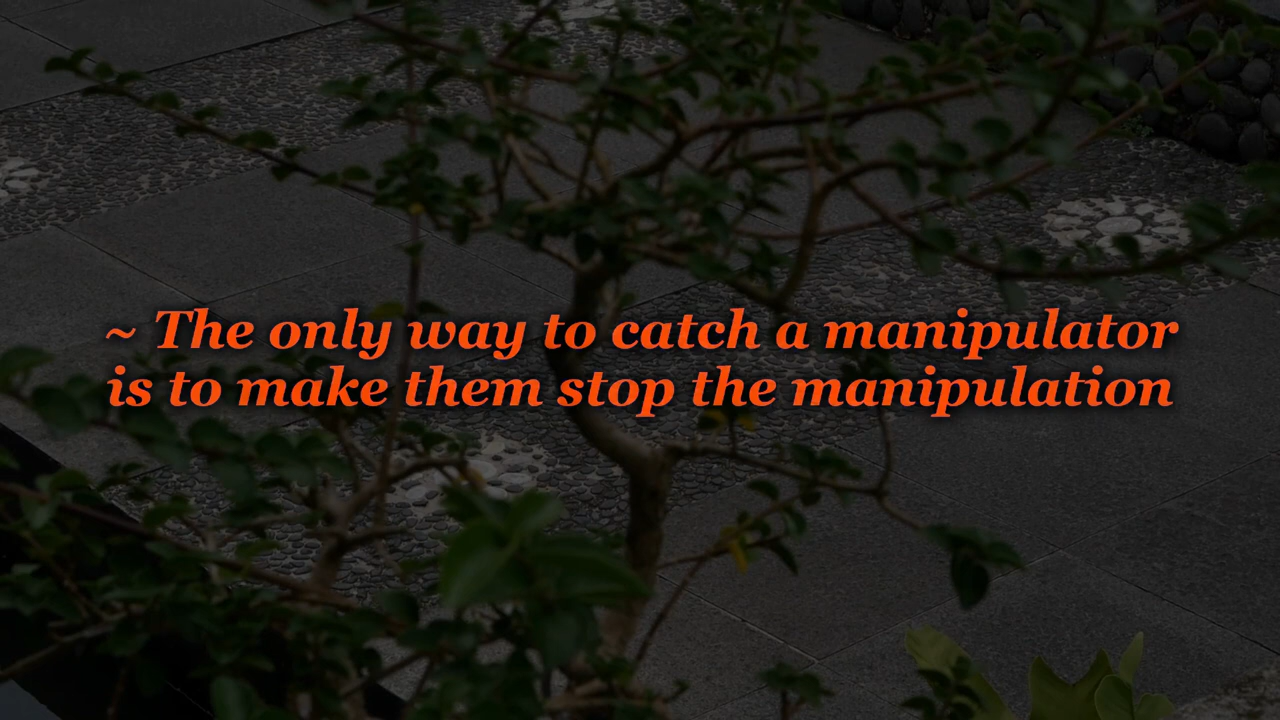 ~ The only way to catch a manipulator
is to make them stop the manipulation